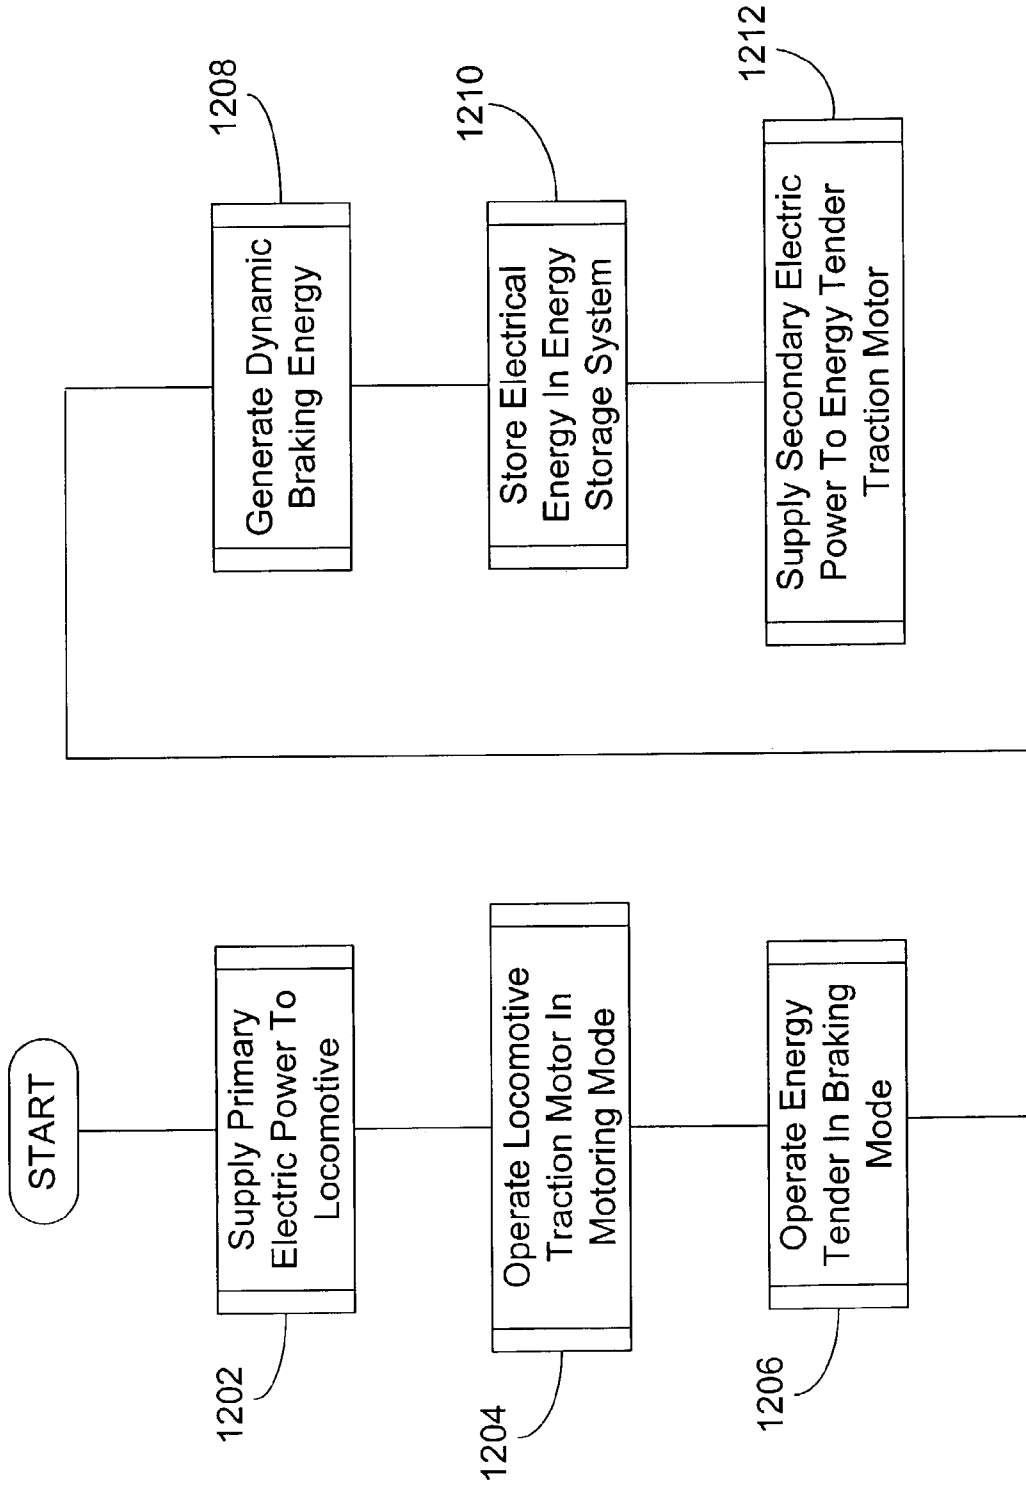 START
Supply Primary
Electric Power To
Locomotive
1202
Operate Locomotive
Traction Motor In
Motoring Mode
1204
Operate Energy
Tender In Braking
Mode
1206
Generate Dynamic
Braking Energy
1208
Store Electrical
Energy In Energy
Storage System
1210
Supply Secondary Electric
Power To Energy Tender
Traction Motor
1212